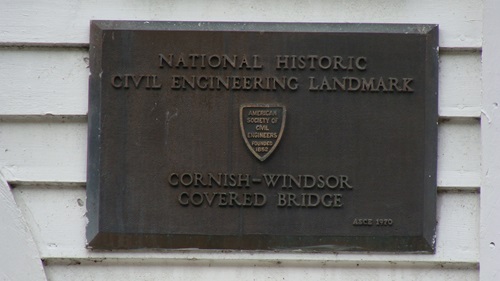 NATIONAL HISTORIC
CIVIL ENGINEERING LANDMARK
AMERICAN
SOCIETY OF
CIVIL
ENGINEERS
FOUNDED
1852
CORNISH-WINDSOR
COVERED BRIDGE
ASCE 1970